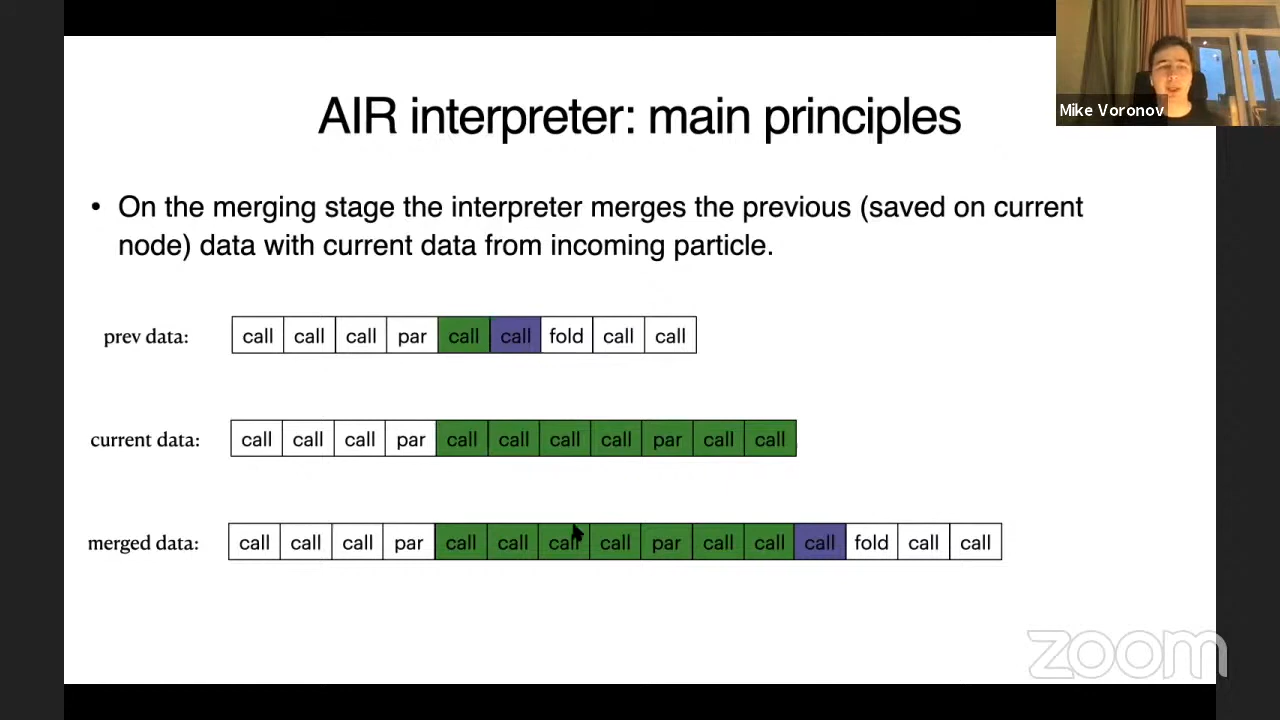 AIR interpreter: main principles
Mike Voronov
• On the merging stage the interpreter merges the previous (saved on current
node) data with current data from incoming particle.
prev data: call call call par call call fold call call
current data: call call call par call call call call par call call
merged data: call call call par call call call call par call call call fold call call
zoom